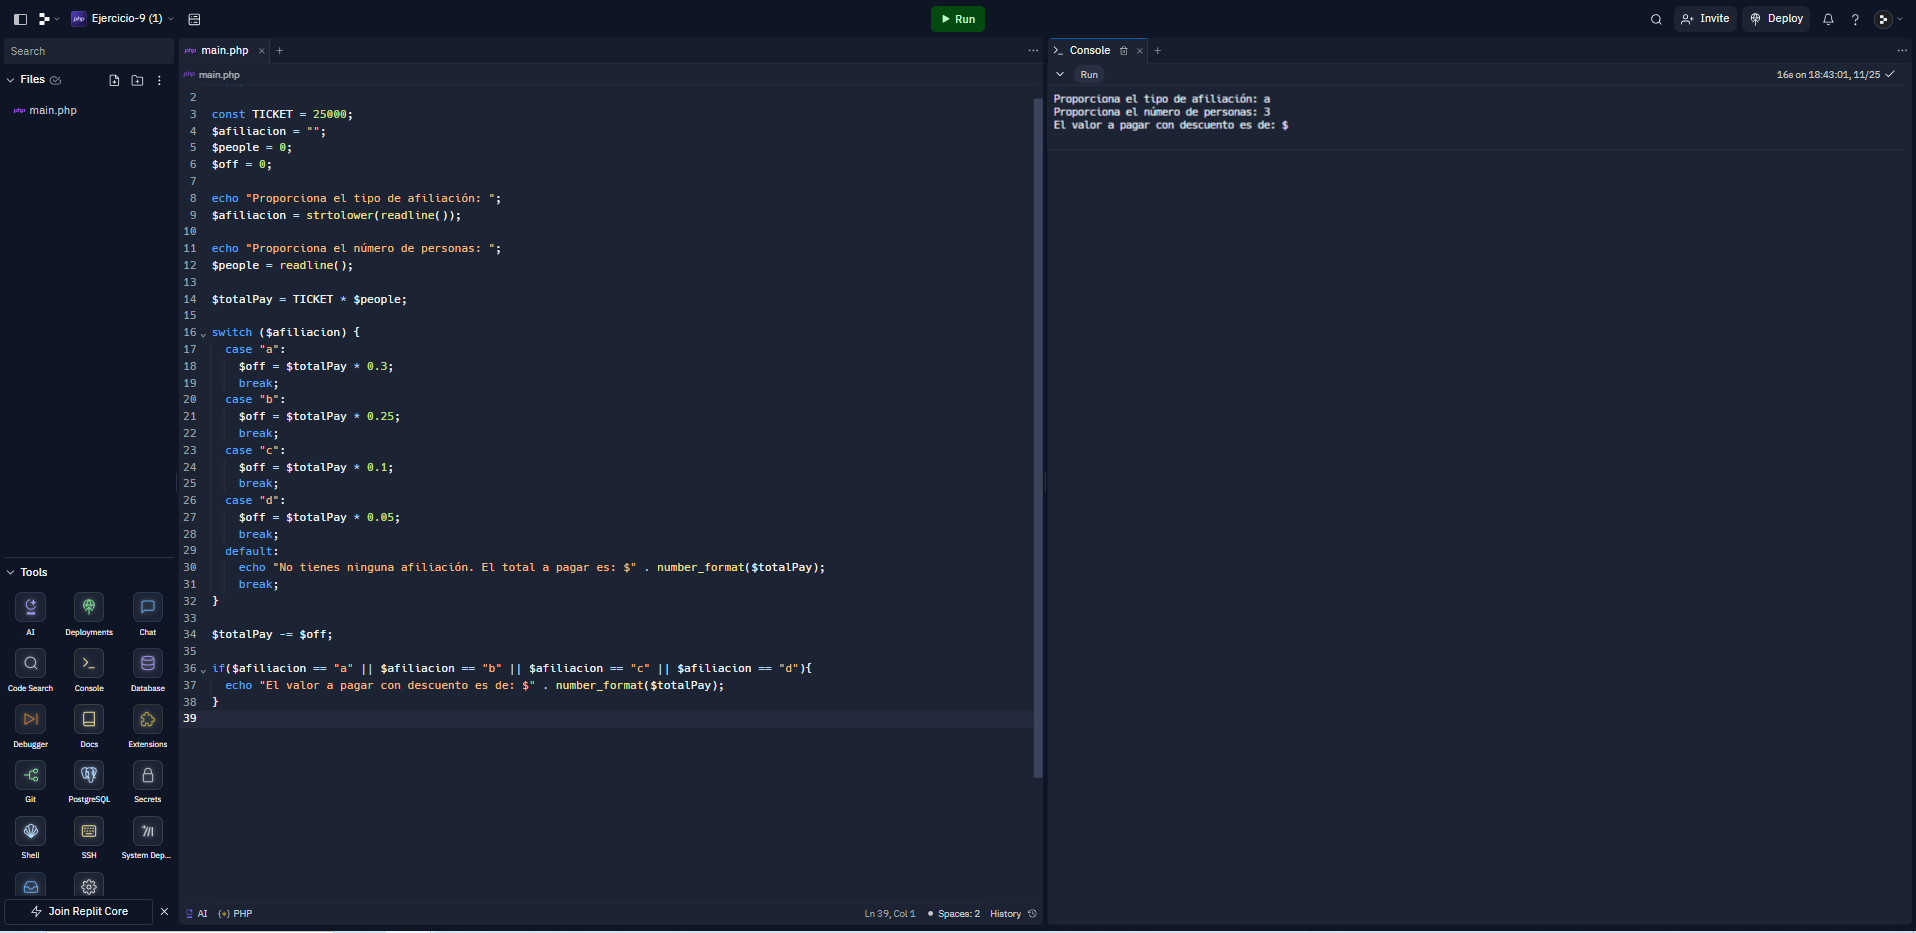 Ejercicio-9 (1)
Run
Invite
Deploy
Search
Files
main.php
php main.php
php main.php
2
3 const TICKET = 25000;
4 $afiliacion = "";
5 $people = 0;
6 $off = 0;
7
8 echo "Proporciona el tipo de afiliación: ";
9 $afiliacion = strtolower(readline());
10
11 echo "Proporciona el número de personas: ";
12 $people = readline();
13
14 $totalPay = TICKET * $people;
15
16 switch ($afiliacion) {
17 case "a":
18 $off = $totalPay * 0.3;
19 break;
20 case "b":
21 $off = $totalPay * 0.25;
22 break;
23 case "c":
24 $off = $totalPay * 0.1;
25 break;
26 case "d":
27 $off = $totalPay * 0.05;
28 break;
29 default:
30 echo "No tienes ninguna afiliación. El total a pagar es: $" . number_format($totalPay);
31 break;
32 }
33
34 $totalPay -= $off;
35
36 if($afiliacion == "a" || $afiliacion == "b" || $afiliacion == "c" || $afiliacion == "d"){
37 echo "El valor a pagar con descuento es de: $" . number_format($totalPay);
38 }
39
Console
Run
16s on 18:43:01, 11/25
Proporciona el tipo de afiliación: a
Proporciona el número de personas: 3
El valor a pagar con descuento es de: $
Tools
AI Deployments Chat
Code Search Console Database
Debugger Docs Extensions
Git PostgreSQL Secrets
Shell SSH System Dep...
Join Replit Core
AI {} PHP
Ln 39, Col 1 Spaces: 2 History